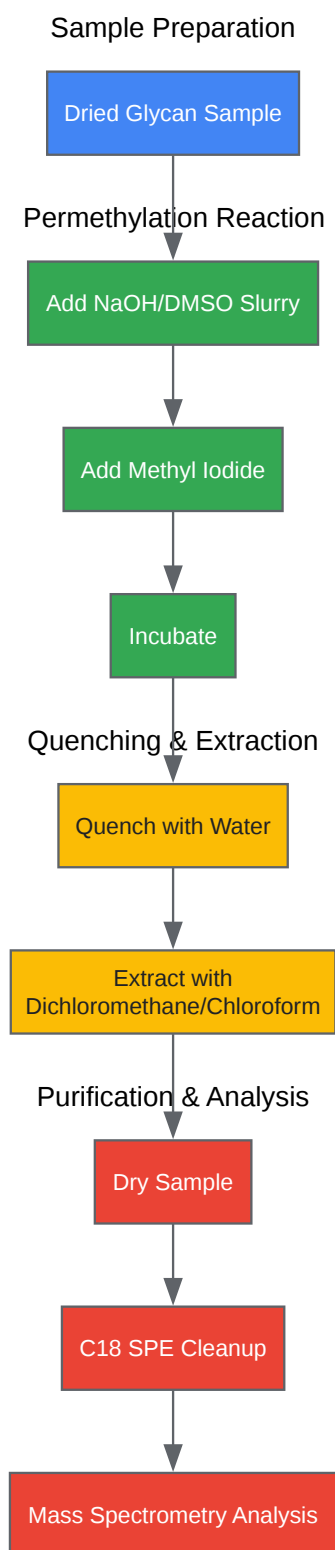 Sample Preparation
Dried Glycan Sample
Permethylation Reaction
Add NaOH/DMSO Slurry
Add Methyl Iodide
Incubate
Quenching & Extraction
Quench with Water
Extract with
Dichloromethane/Chloroform
Purification & Analysis
Dry Sample
C18 SPE Cleanup
Mass Spectrometry Analysis